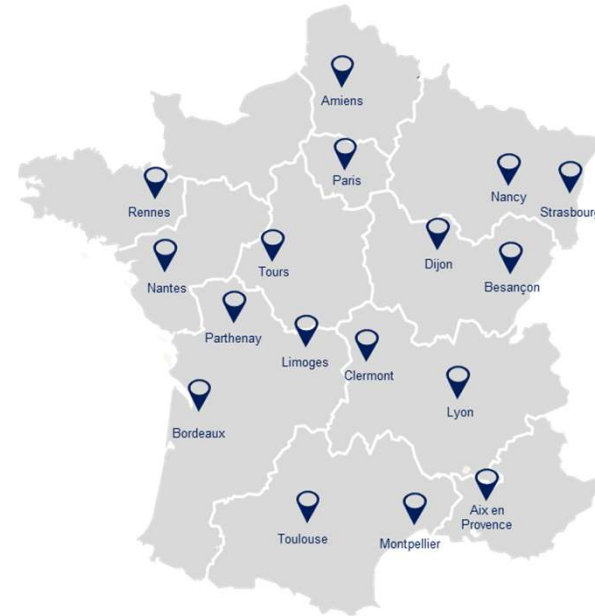 Amiens
Paris
Nancy
Rennes
Strasbourg
Dijon
Tours
Besançon
Nantes
Parthenay
Limoges
Clermont
Lyon
Bordeaux
Aix en
Provence
Toulouse
Montpellier